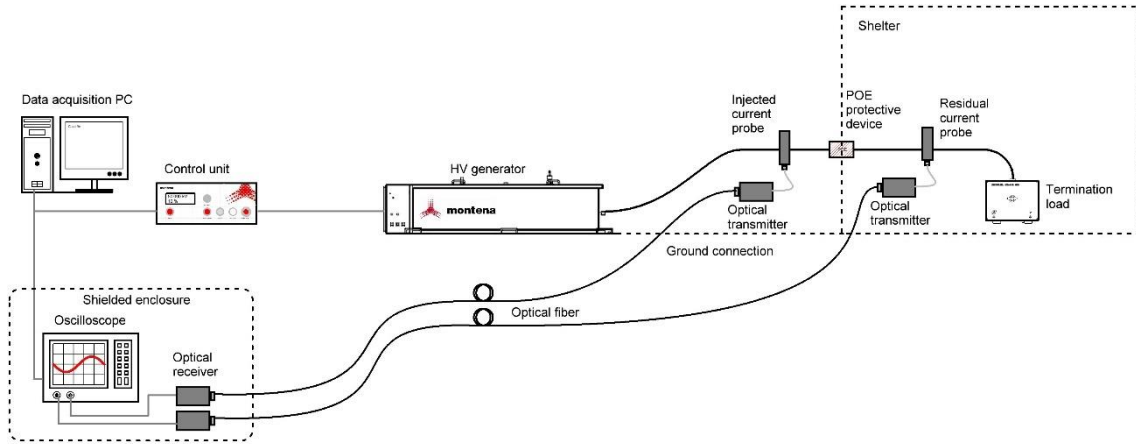 Shelter
Data acquisition PC
Injected
current
probe
POE
protective
device
Residual
current
probe
Control unit
HV generator
montena
Optical
transmitter
Optical
transmitter
Termination
load
Ground connection
Shielded enclosure
Oscilloscope
Optical fiber
Optical
receiver